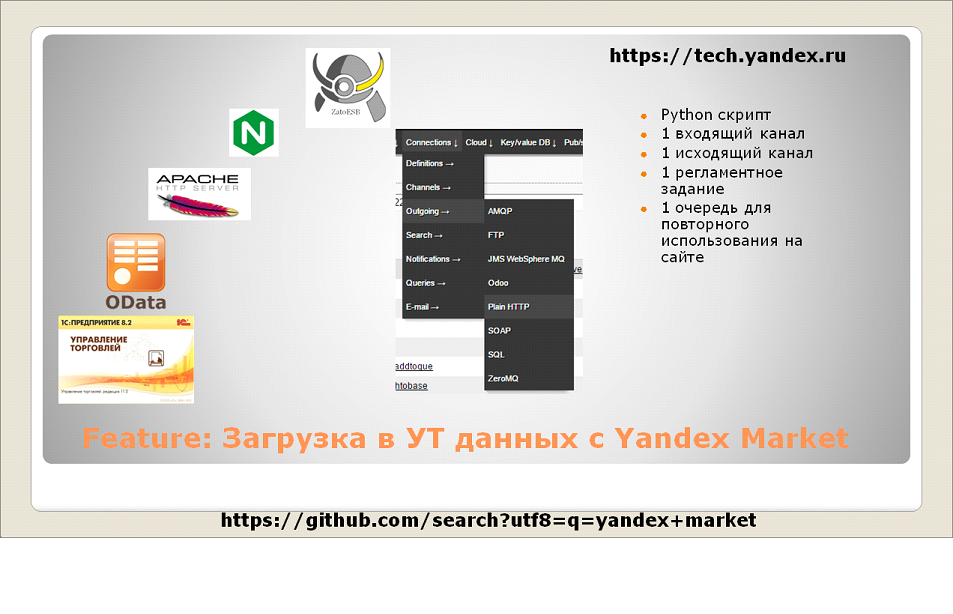 https://tech.yandex.ru
ZatoESB
APACHE
HTTP SERVER
OData
1С:ПРЕДПРИЯТИЕ 8.2
1С
УПРАВЛЕНИЕ
ТОРГОВЛЕЙ
Connections ↓ Cloud ↓ Key/value DB ↓ Pub/s
Definitions →
Channels →
Outgoing →
Search →
Notifications →
Queries →
E-mail →
AMQP
FTP
JMS WebSphere MQ
Odoo
Plain HTTP
SOAP
SQL
ZeroMQ
addtogue
htobase
Python скрипт
1 входящий канал
1 исходящий канал
1 регламентное
задание
1 очередь для
повторного
использования на
сайте
Feature: Загрузка в УТ данных с Yandex Market
https://github.com/search?utf8=q=yandex+market